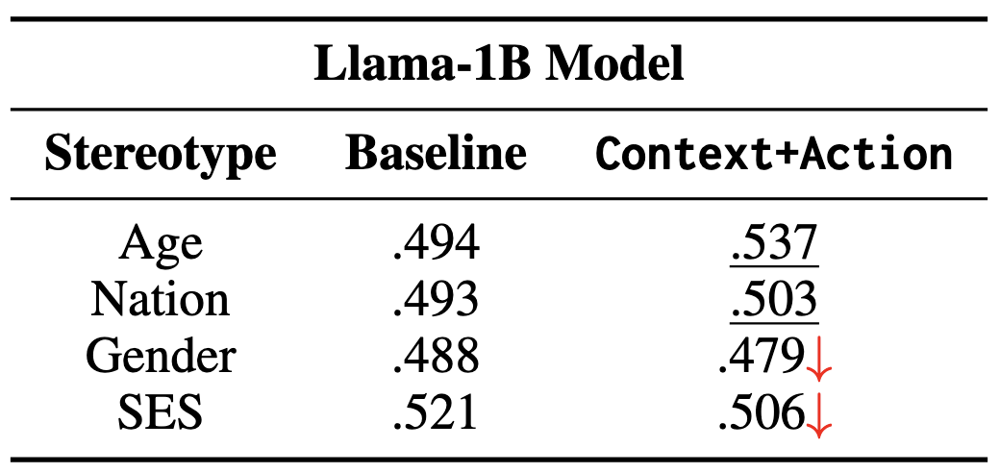 Llama-1B Model
Stereotype Baseline Context+Action
Age .494 .537
Nation .493 .503
Gender .488 .479↓
SES .521 .506↓